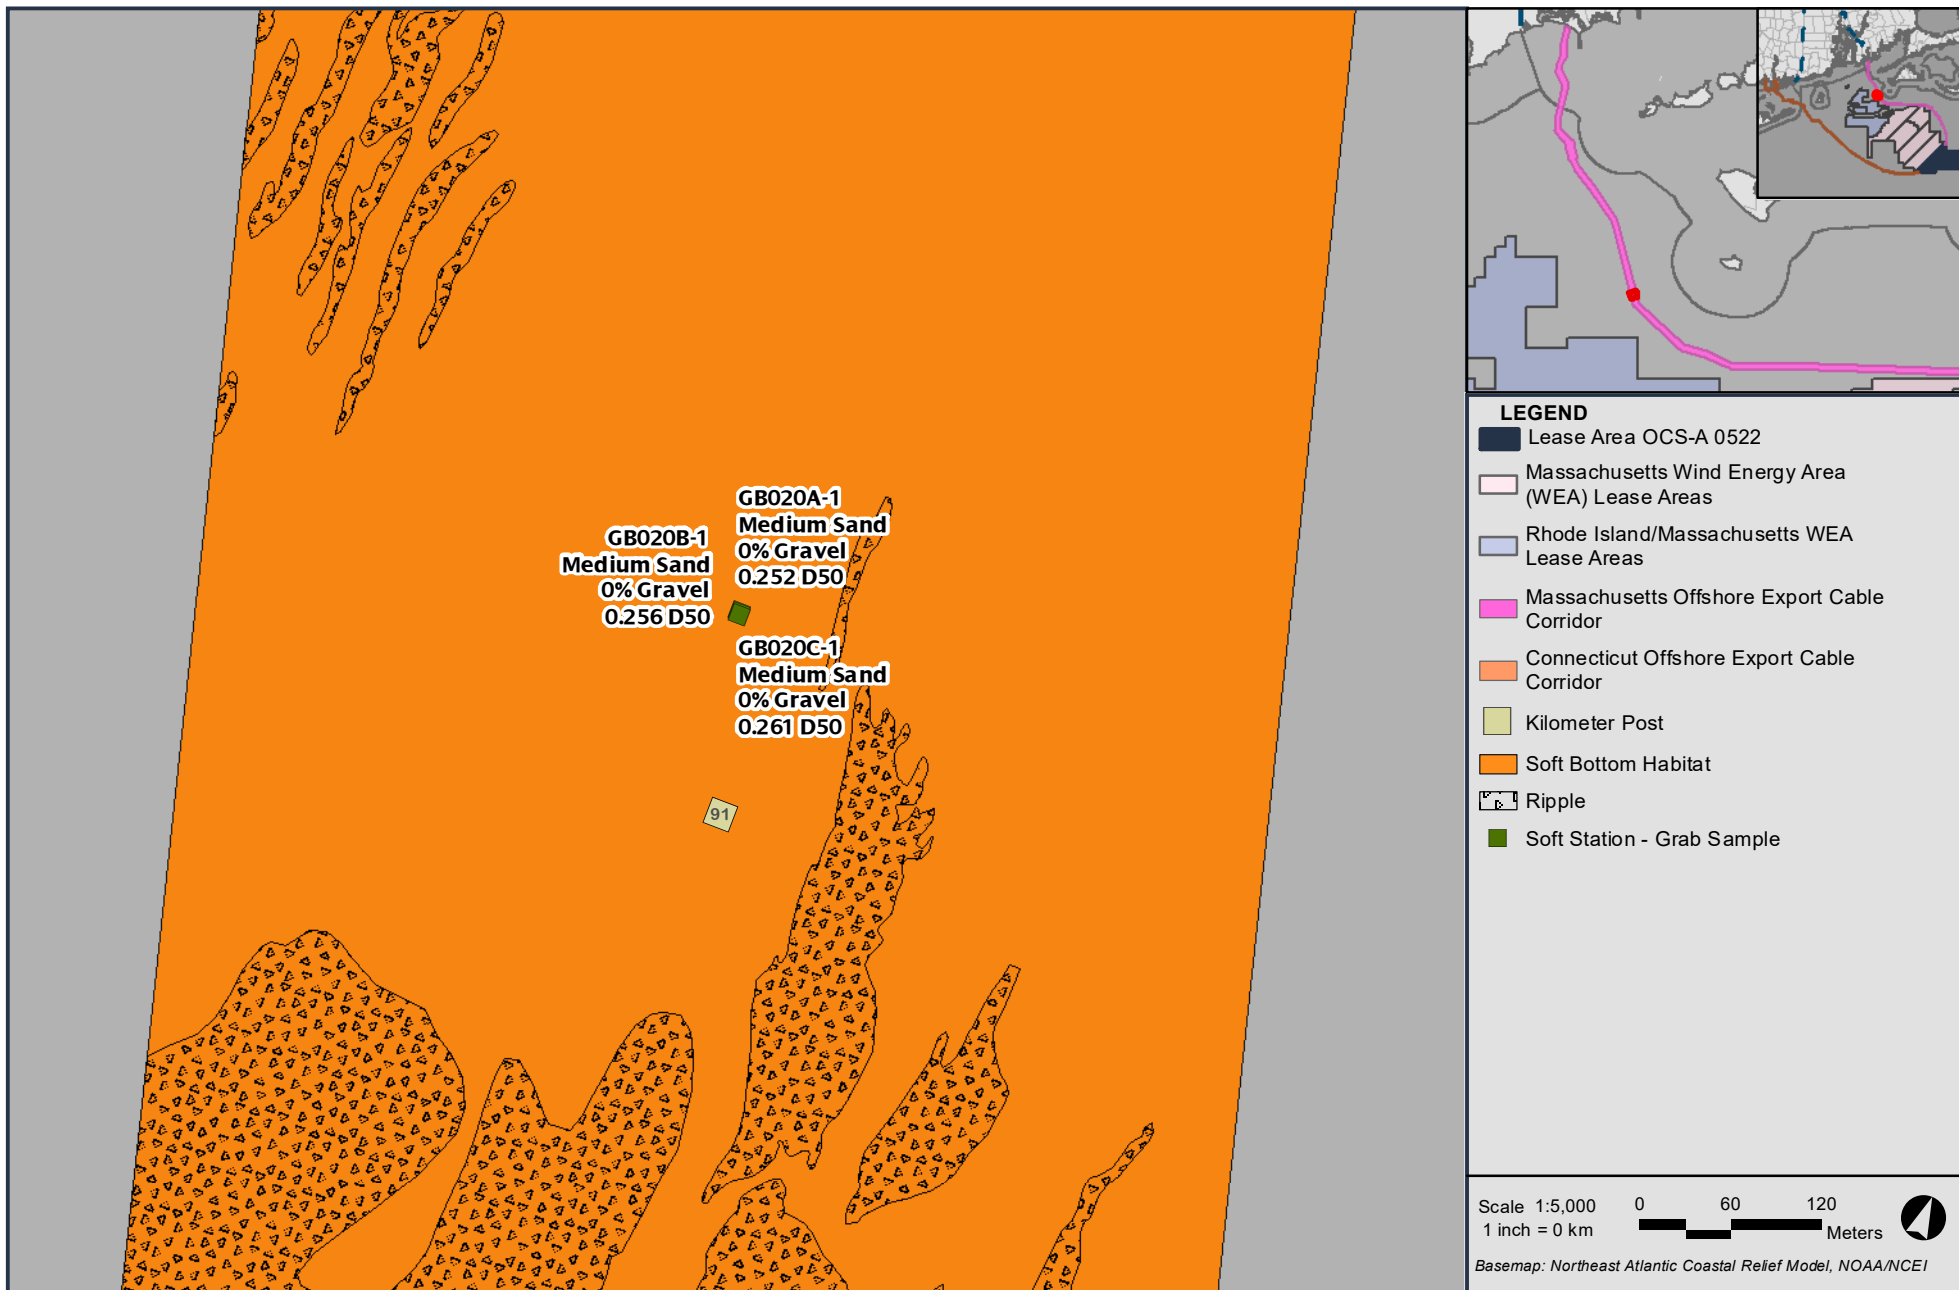 GB020A-1
Medium Sand
0% Gravel
0.252 D50
GB020B-1
Medium Sand
0% Gravel
0.256 D50
GB020C-1
Medium Sand
0% Gravel
0.261 D50
91
LEGEND
Lease Area OCS-A 0522
Massachusetts Wind Energy Area
(WEA) Lease Areas
Rhode Island/Massachusetts WEA
Lease Areas
Massachusetts Offshore Export Cable
Corridor
Connecticut Offshore Export Cable
Corridor
Kilometer Post
Soft Bottom Habitat
Ripple
Soft Station - Grab Sample
Scale 1:5,000
1 inch = 0 km
0 60 120
Meters
Basemap: Northeast Atlantic Coastal Relief Model, NOAA/NCEI